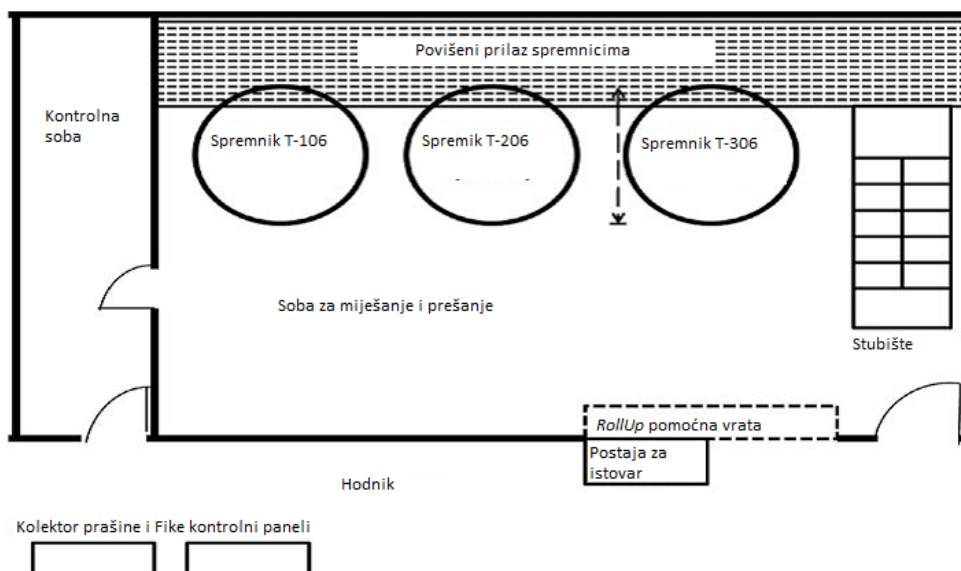 Povišeni prilaz spremnicima
Kontrolna
soba
Spremnik T-106
Spremik T-206
Spremnik T-306
Soba za miješanje i prešanje
Stubište
RollUp pomoćna vrata
Postaja za
istovar
Hodnik
Kolektor prašine i Fike kontrolni paneli